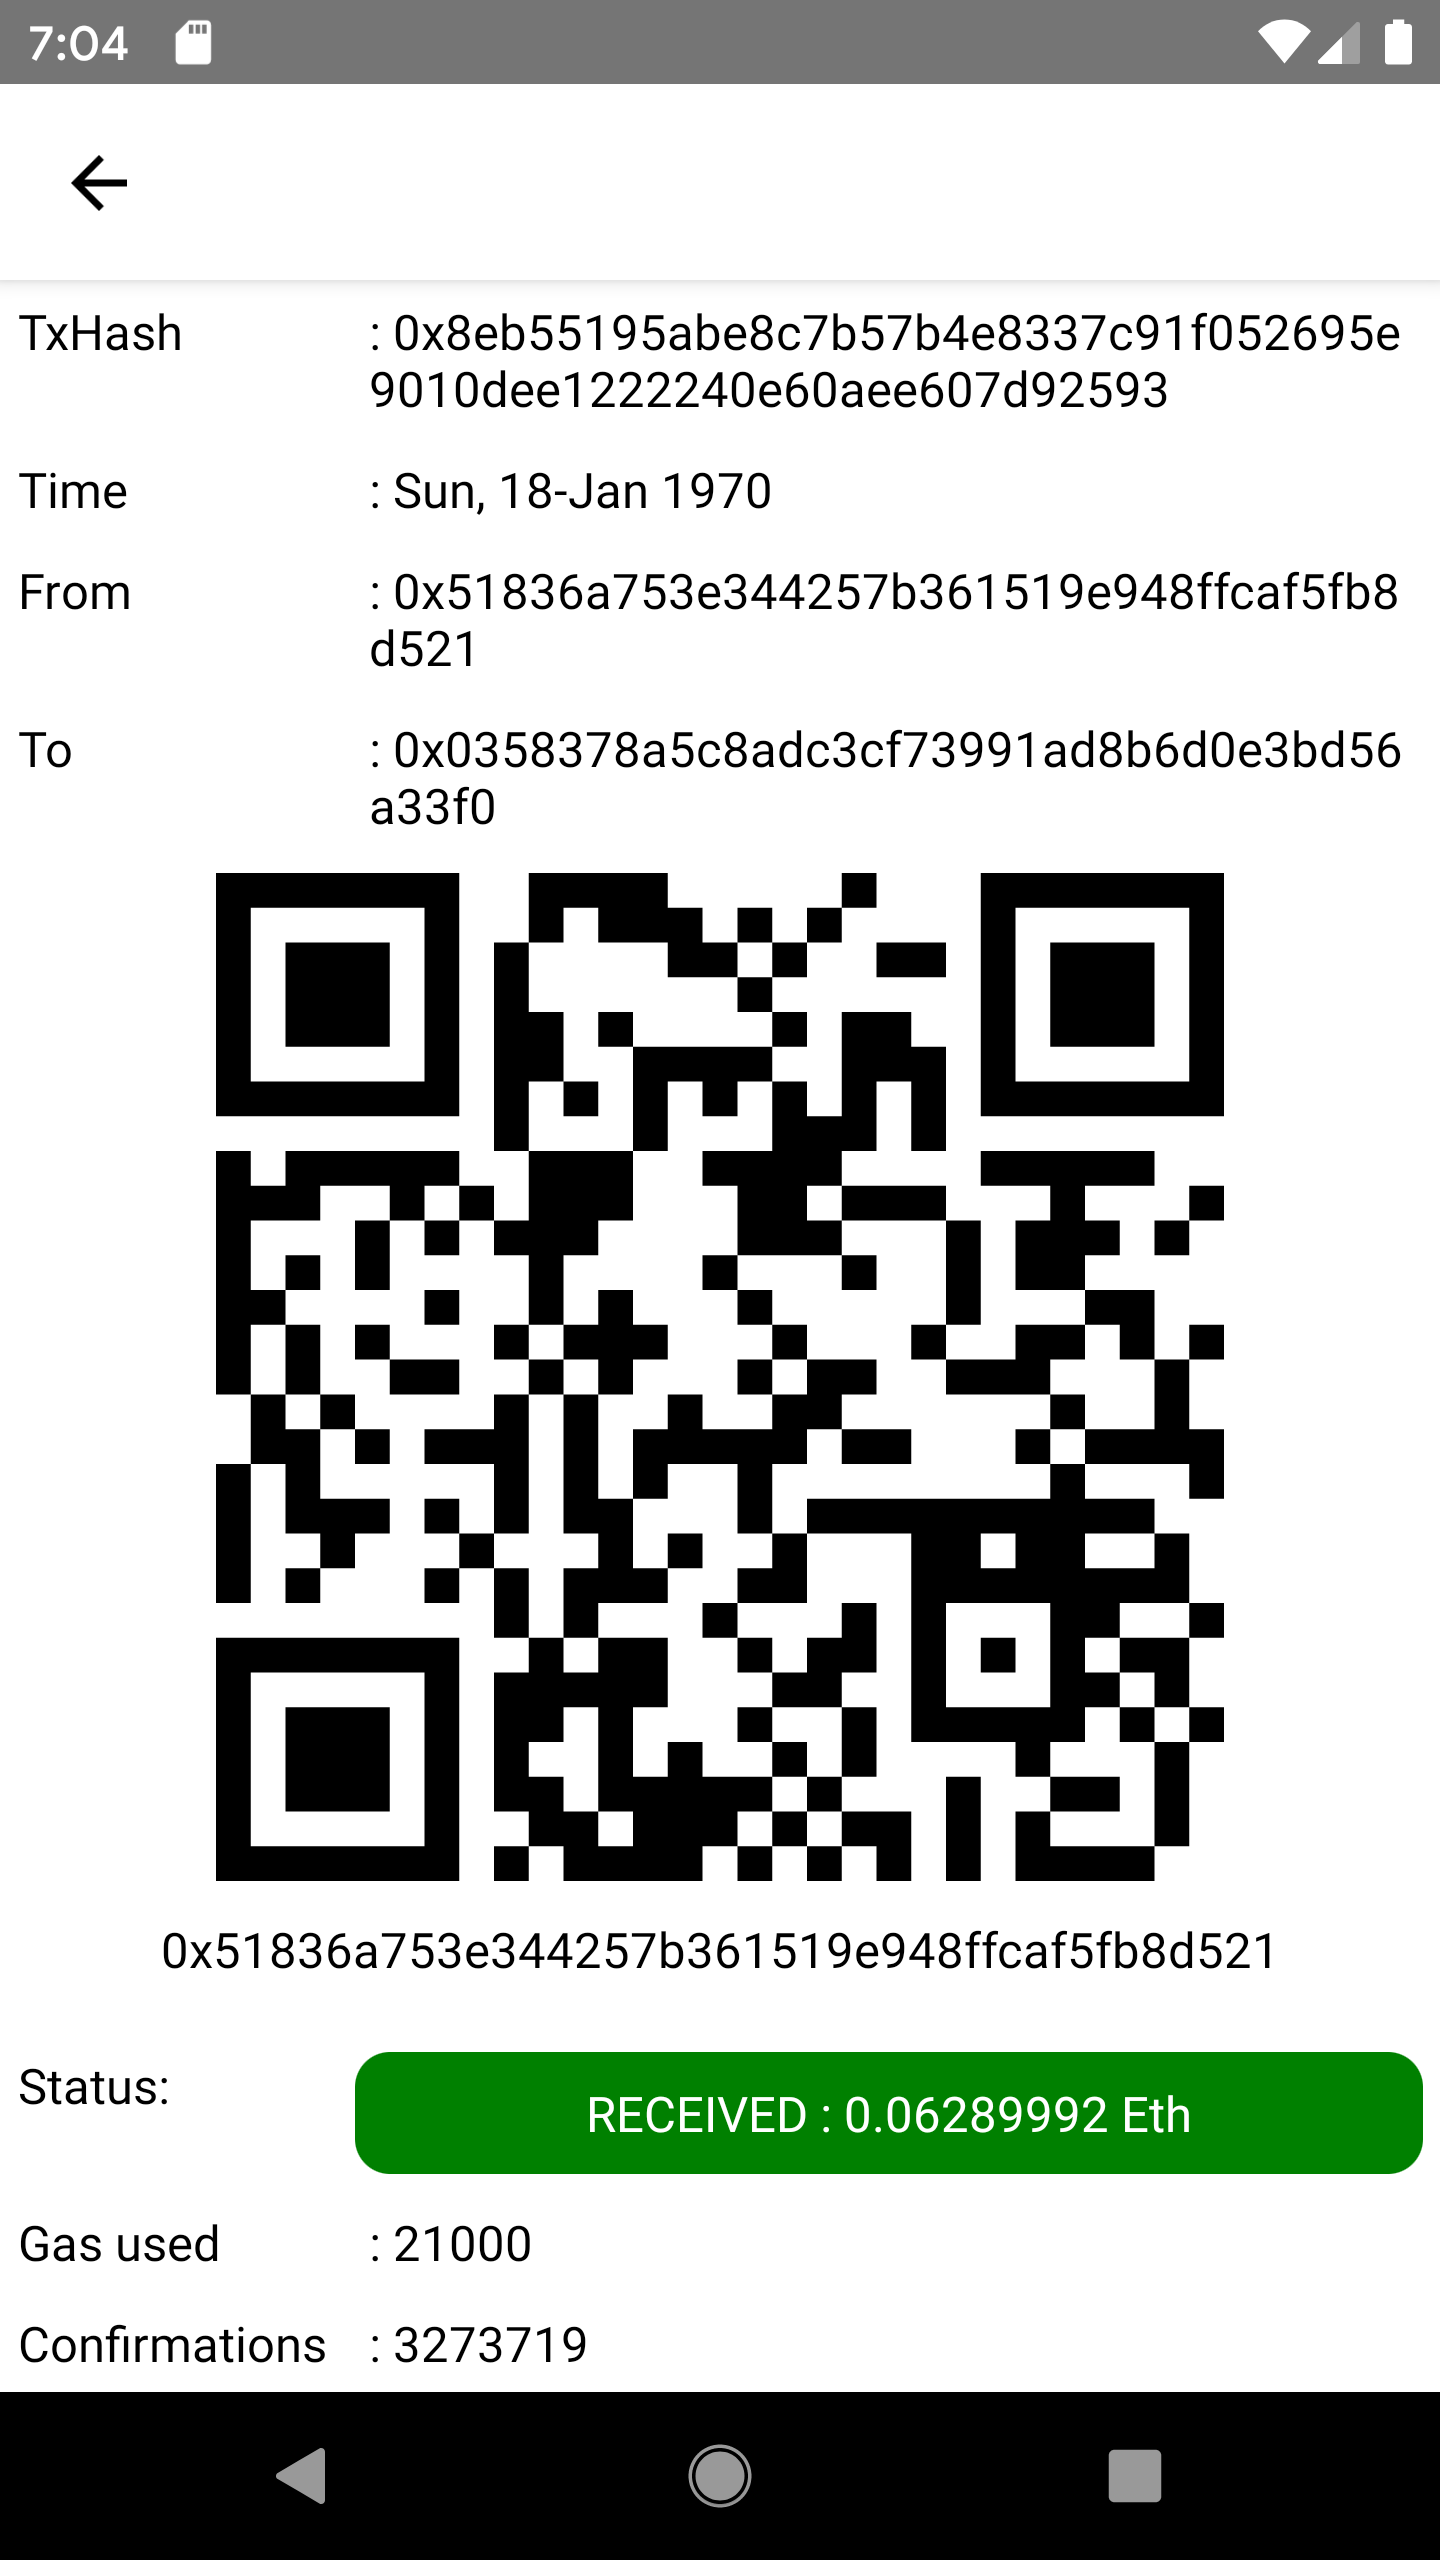 7:04
TxHash : 0x8eb55195abe8c7b57b4e8337c91f052695e
9010dee1222240e60aee607d92593
Time : Sun, 18-Jan 1970
From : 0x51836a753e344257b361519e948ffcaf5fb8
d521
To : 0x0358378a5c8adc3cf73991ad8b6d0e3bd56
a33f0
0x51836a753e344257b361519e948ffcaf5fb8d521
Status: RECEIVED : 0.06289992 Eth
Gas used : 21000
Confirmations : 3273719